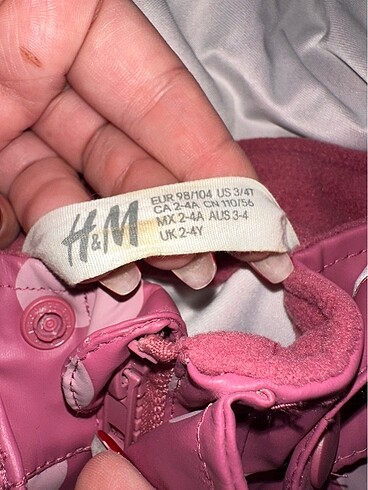 H&M
EUR 98/104 US 3/4T
CA 2-4A CN 110/56
MX 2-4A AUS 3-4
UK 2-4Y